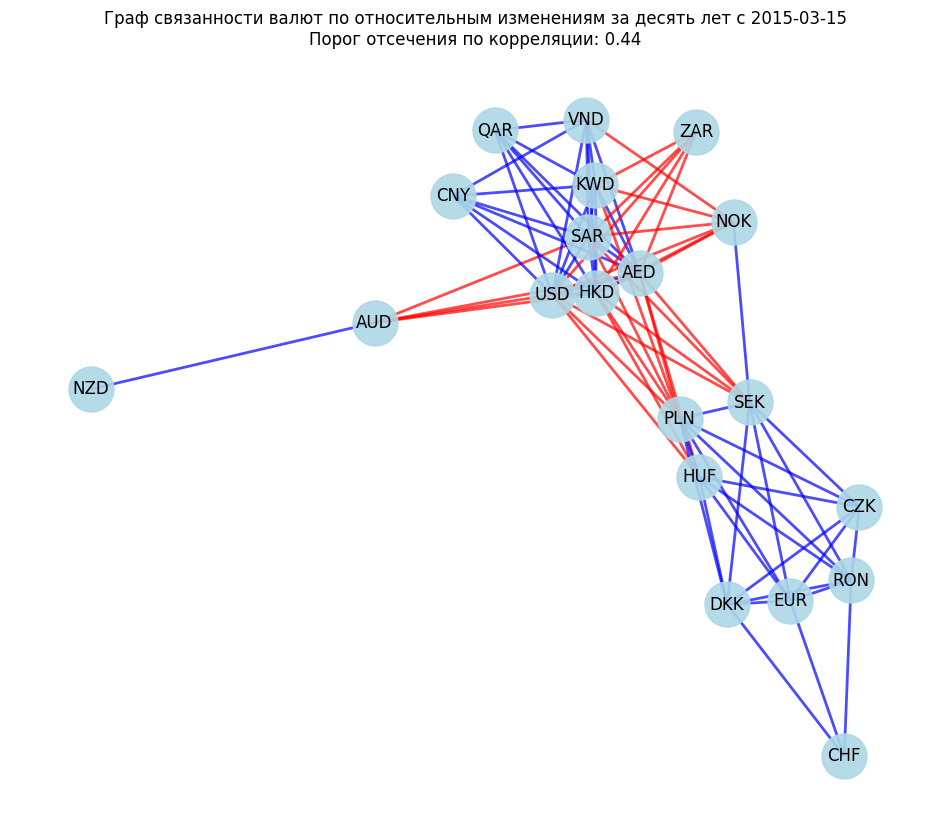 Граф связанности валют по относительным изменениям за десять лет с 2015-03-15
Порог отсечения по корреляции: 0.44
VND
QAR
ZAR
KWD
CNY
NOK
SAR
AED
USD
HKD
AUD
NZD
SEK
PLN
HUF
CZK
RON
DKK
EUR
CHF